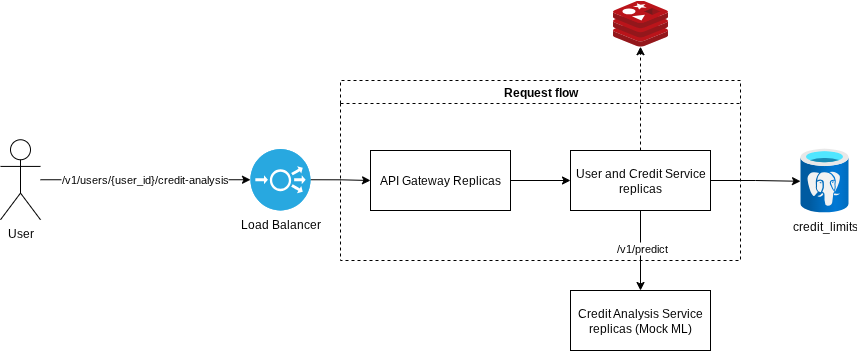 Request flow
/v1/users/{user_id}/credit-analysis
API Gateway Replicas
User and Credit Service
replicas
User
Load Balancer
credit_limits
/v1/predict
Credit Analysis Service
replicas (Mock ML)